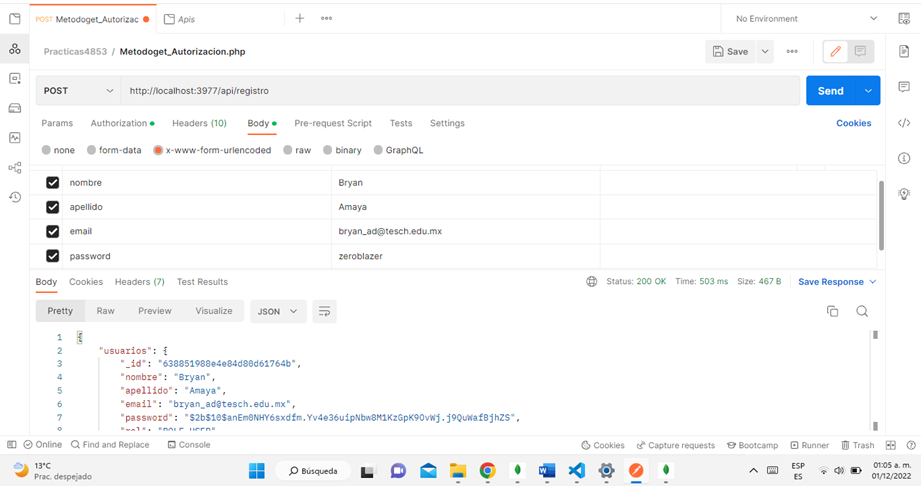 POST Metodoget_Autorizac Apis No Environment
Practicas4853 / Metodoget_Autorizacion.php Save
POST http://localhost:3977/api/registro Send
Params Authorization Headers (10) Body Pre-request Script Tests Settings Cookies
none form-data x-www-form-urlencoded raw binary GraphQL
nombre Bryan
apellido Amaya
email bryan_ad@tesch.edu.mx
password zeroblazer
Body Cookies Headers (7) Test Results Status: 200 OK Time: 503 ms Size: 467 B Save Response
Pretty Raw Preview Visualize JSON
1 {
2 "usuarios": {
3 "_id": "638851988e4e84d80d61764b",
4 "nombre": "Bryan",
5 "apellido": "Amaya",
6 "email": "bryan_ad@tesch.edu.mx",
7 "password": "$2b$10$anEm0NHY6sxdfm.Yv4e36uipNbw8M1KzGpK9OvWj.j9QuWafBjhZS",
Online Find and Replace Console Cookies Capture requests Bootcamp Runner Trash
13°C
Prac. despejado
Búsqueda
ESP
ES
01:05 a. m.
01/12/2022